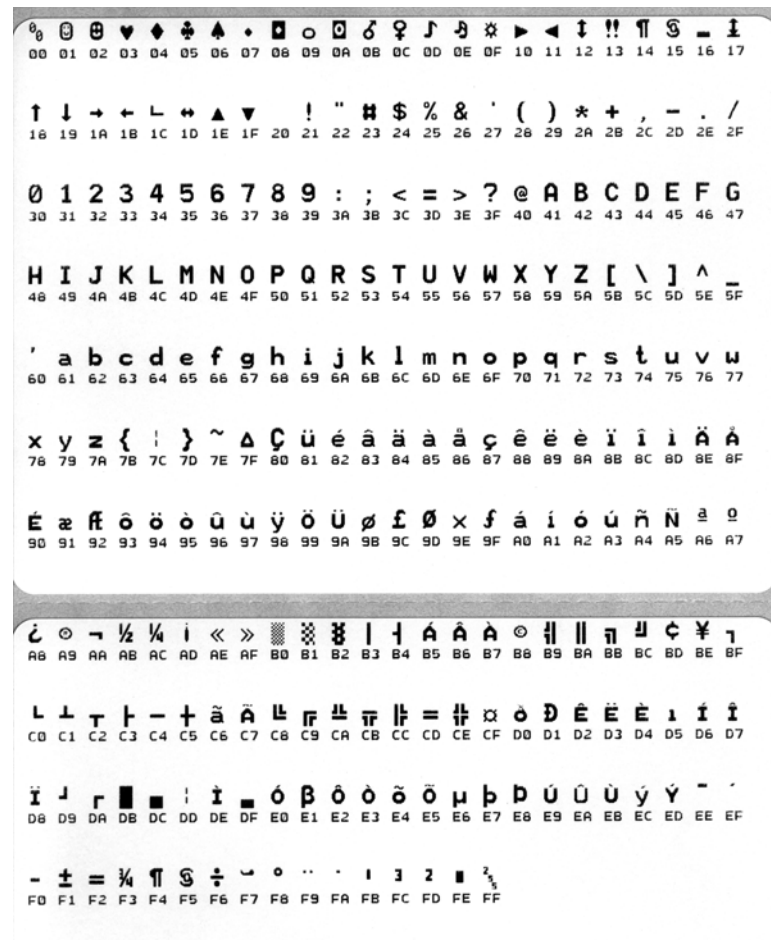 ⁰₀ ☺ ☻ ♥ ♦ ♣ ♠ • ◘ ○ ◙ ♂ ♀ ♪ ♫ ☼ ► ◄ ↕ ‼ ¶ § ▬ ↨
00 01 02 03 04 05 06 07 08 09 0A 0B 0C 0D 0E 0F 10 11 12 13 14 15 16 17
↑ ↓ → ← ∟ ↔ ▲ ▼ ! " # $ % & ' ( ) * + , - . /
18 19 1A 1B 1C 1D 1E 1F 20 21 22 23 24 25 26 27 28 29 2A 2B 2C 2D 2E 2F
0 1 2 3 4 5 6 7 8 9 : ; < = > ? @ A B C D E F G
30 31 32 33 34 35 36 37 38 39 3A 3B 3C 3D 3E 3F 40 41 42 43 44 45 46 47
H I J K L M N O P Q R S T U V W X Y Z [ \ ] ^ _
48 49 4A 4B 4C 4D 4E 4F 50 51 52 53 54 55 56 57 58 59 5A 5B 5C 5D 5E 5F
' a b c d e f g h i j k l m n o p q r s t u v w
60 61 62 63 64 65 66 67 68 69 6A 6B 6C 6D 6E 6F 70 71 72 73 74 75 76 77
x y z { ¦ } ~ ∆ Ç ü é â ä à å ç ê ë è ï î ì Ä Å
78 79 7A 7B 7C 7D 7E 7F 80 81 82 83 84 85 86 87 88 89 8A 8B 8C 8D 8E 8F
É æ Æ ô ö ò û ù ÿ Ö Ü ø £ Ø × ƒ á í ó ú ñ Ñ ª º
90 91 92 93 94 95 96 97 98 99 9A 9B 9C 9D 9E 9F A0 A1 A2 A3 A4 A5 A6 A7
¿ ® ¬ ½ ¼ ¡ « » ░ ▒ ▓ │ ┤ Á Â À © ╣ ║ ╗ ╝ ¢ ¥ ┐
A8 A9 AA AB AC AD AE AF B0 B1 B2 B3 B4 B5 B6 B7 B8 B9 BA BB BC BD BE BF
└ ┴ ┬ ├ ─ ┼ ã Ã ╚ ╔ ╩ ╦ ╠ ═ ╬ ¤ ð Ð Ê Ë È ı Í Î
C0 C1 C2 C3 C4 C5 C6 C7 C8 C9 CA CB CC CD CE CF D0 D1 D2 D3 D4 D5 D6 D7
Ï ┘ ┌ █ ▄ ¦ Ì ▬ Ó β Ô Ò õ Õ µ þ Þ Ú Û Ù ý Ý ¯ ´
D8 D9 DA DB DC DD DE DF E0 E1 E2 E3 E4 E5 E6 E7 E8 E9 EA EB EC ED EE EF
- ± = ¾ ¶ § ÷ ¸ ° ¨ · ¹ ³ ² ■ ²₅₅
F0 F1 F2 F3 F4 F5 F6 F7 F8 F9 FA FB FC FD FE FF